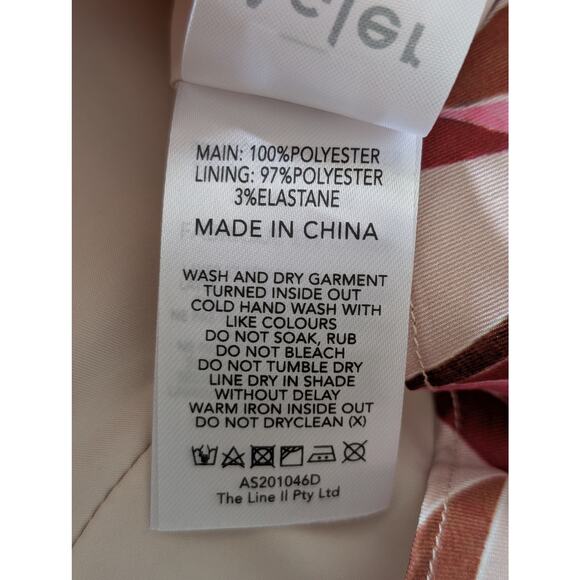 MAIN: 100%POLYESTER
LINING: 97%POLYESTER
3%ELASTANE
MADE IN CHINA
WASH AND DRY GARMENT
TURNED INSIDE OUT
COLD HAND WASH WITH
LIKE COLOURS
DO NOT SOAK, RUB
DO NOT BLEACH
DO NOT TUMBLE DRY
LINE DRY IN SHADE
WITHOUT DELAY
WARM IRON INSIDE OUT
DO NOT DRYCLEAN (X)
AS201046D
The Line II Pty Ltd